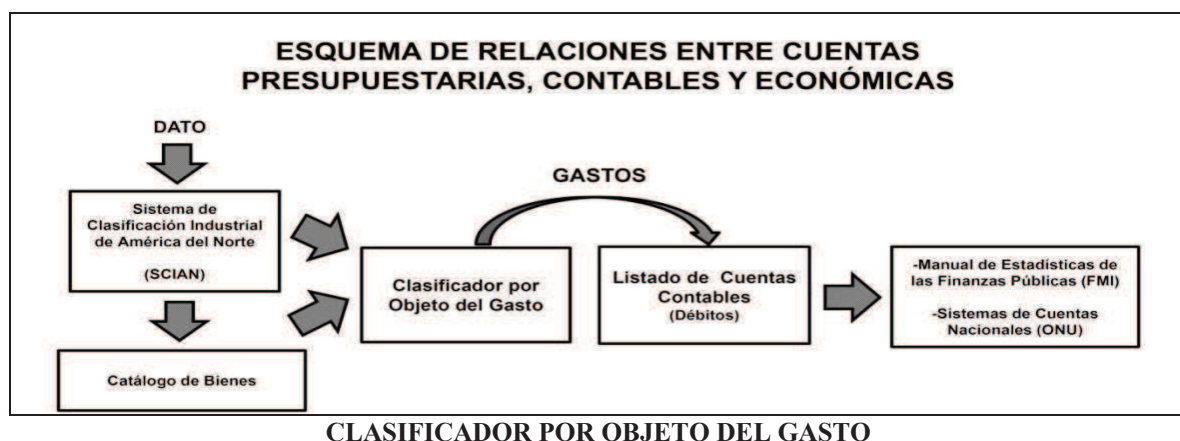 ESQUEMA DE RELACIONES ENTRE CUENTAS
PRESUPUESTARIAS, CONTABLES Y ECONÓMICAS
DATO
Sistema de
Clasificación Industrial
de América del Norte
(SCIAN)
Catálogo de Bienes
Clasificador por
Objeto del Gasto
GASTOS
Listado de Cuentas
Contables
(Débitos)
-Manual de Estadísticas de
las Finanzas Públicas (FMI)
-Sistemas de Cuentas
Nacionales (ONU)
CLASIFICADOR POR OBJETO DEL GASTO